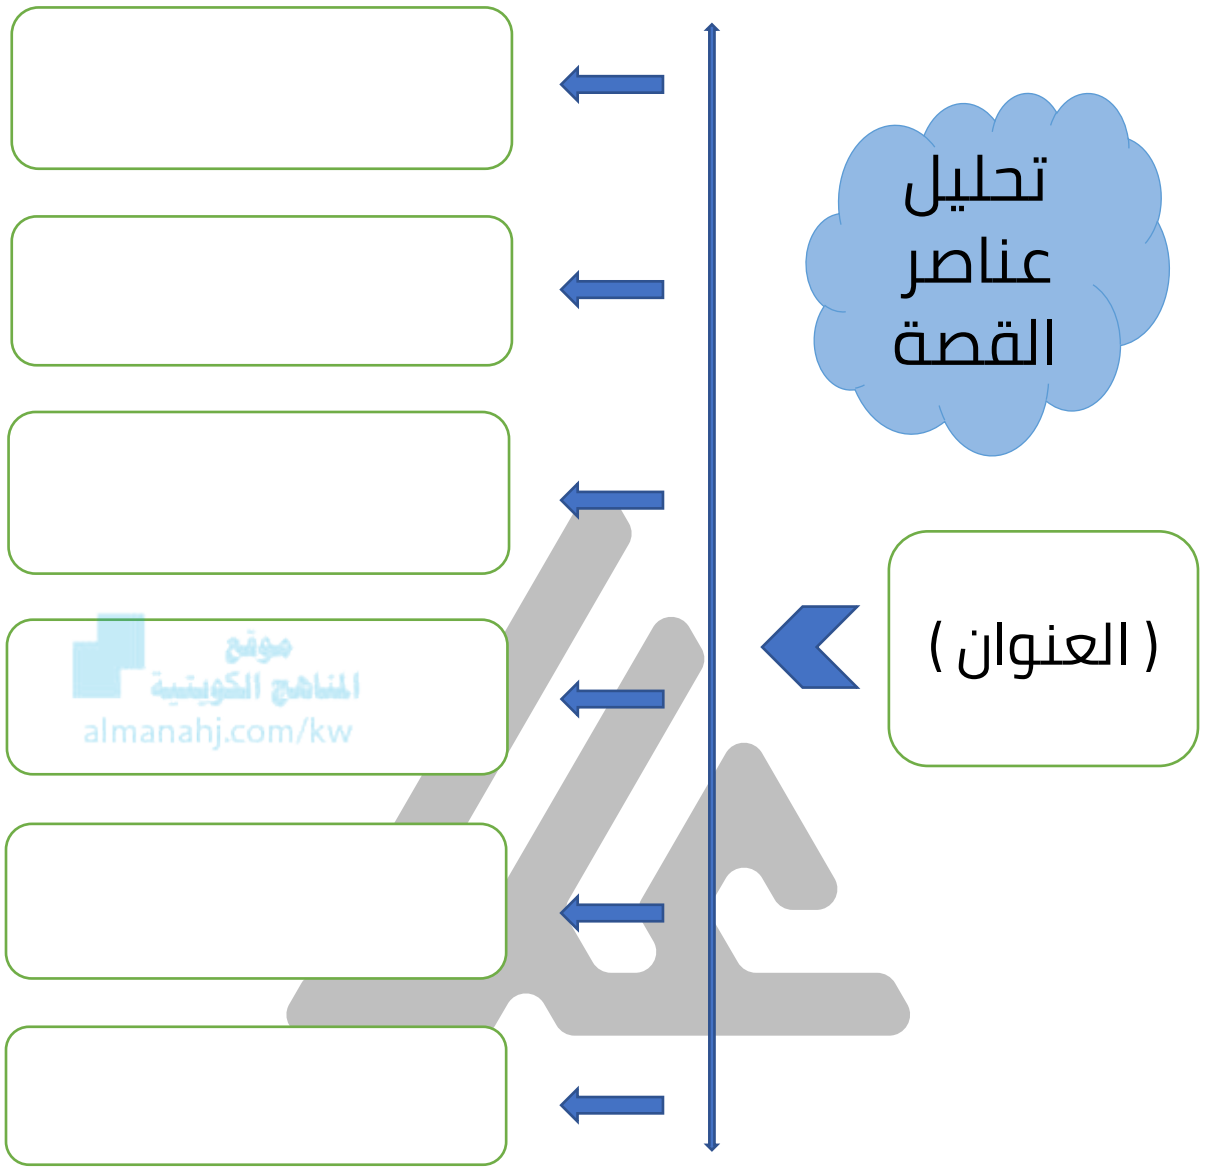 تحليل
عناصر
القصة
( العنوان )
موقع
المناهج الكويتية
almanahj.com/kw